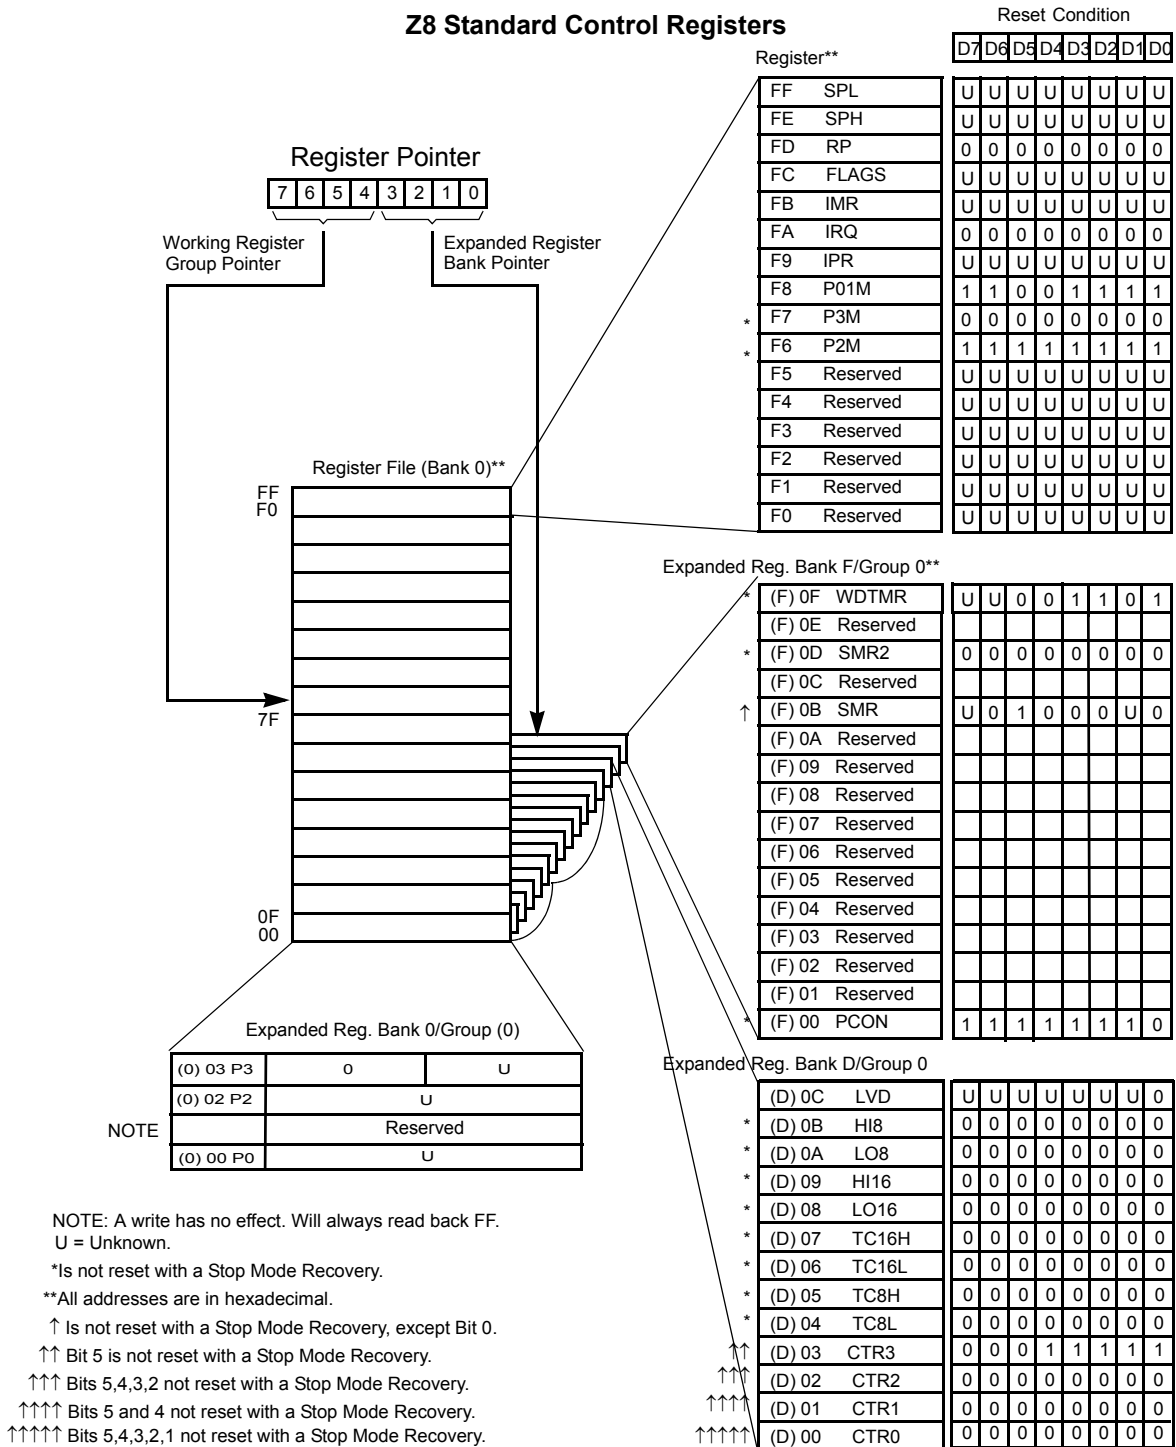 Z8 Standard Control Registers
Reset Condition
D7 D6 D5 D4 D3 D2 D1 D0
Register**
FF SPL U U U U U U U U
FE SPH U U U U U U U U
FD RP 0 0 0 0 0 0 0 0
FC FLAGS U U U U U U U U
FB IMR U U U U U U U U
FA IRQ 0 0 0 0 0 0 0 0
F9 IPR U U U U U U U U
F8 P01M 1 1 0 0 1 1 1 1
* F7 P3M 0 0 0 0 0 0 0 0
* F6 P2M 1 1 1 1 1 1 1 1
F5 Reserved U U U U U U U U
F4 Reserved U U U U U U U U
F3 Reserved U U U U U U U U
F2 Reserved U U U U U U U U
F1 Reserved U U U U U U U U
F0 Reserved U U U U U U U U
Register Pointer
7 6 5 4 3 2 1 0
Working Register
Group Pointer
Expanded Register
Bank Pointer
Register File (Bank 0)**
FF
F0
7F
0F
00
Expanded Reg. Bank F/Group 0**
* (F) 0F WDTMR U U 0 0 1 1 0 1
(F) 0E Reserved
* (F) 0D SMR2 0 0 0 0 0 0 0 0
(F) 0C Reserved
↑ (F) 0B SMR U 0 1 0 0 0 U 0
(F) 0A Reserved
(F) 09 Reserved
(F) 08 Reserved
(F) 07 Reserved
(F) 06 Reserved
(F) 05 Reserved
(F) 04 Reserved
(F) 03 Reserved
(F) 02 Reserved
(F) 01 Reserved
* (F) 00 PCON 1 1 1 1 1 1 1 0
Expanded Reg. Bank 0/Group (0)
(0) 03 P3 0 U
(0) 02 P2 U
NOTE Reserved
(0) 00 P0 U
Expanded Reg. Bank D/Group 0
(D) 0C LVD U U U U U U U 0
* (D) 0B HI8 0 0 0 0 0 0 0 0
* (D) 0A LO8 0 0 0 0 0 0 0 0
* (D) 09 HI16 0 0 0 0 0 0 0 0
* (D) 08 LO16 0 0 0 0 0 0 0 0
* (D) 07 TC16H 0 0 0 0 0 0 0 0
* (D) 06 TC16L 0 0 0 0 0 0 0 0
* (D) 05 TC8H 0 0 0 0 0 0 0 0
* (D) 04 TC8L 0 0 0 0 0 0 0 0
↑↑ (D) 03 CTR3 0 0 0 1 1 1 1 1
↑↑↑ (D) 02 CTR2 0 0 0 0 0 0 0 0
↑↑↑↑ (D) 01 CTR1 0 0 0 0 0 0 0 0
↑↑↑↑↑ (D) 00 CTR0 0 0 0 0 0 0 0 0
NOTE: A write has no effect. Will always read back FF.
U = Unknown.
*Is not reset with a Stop Mode Recovery.
**All addresses are in hexadecimal.
↑ Is not reset with a Stop Mode Recovery, except Bit 0.
↑↑ Bit 5 is not reset with a Stop Mode Recovery.
↑↑↑ Bits 5,4,3,2 not reset with a Stop Mode Recovery.
↑↑↑↑ Bits 5 and 4 not reset with a Stop Mode Recovery.
↑↑↑↑↑ Bits 5,4,3,2,1 not reset with a Stop Mode Recovery.